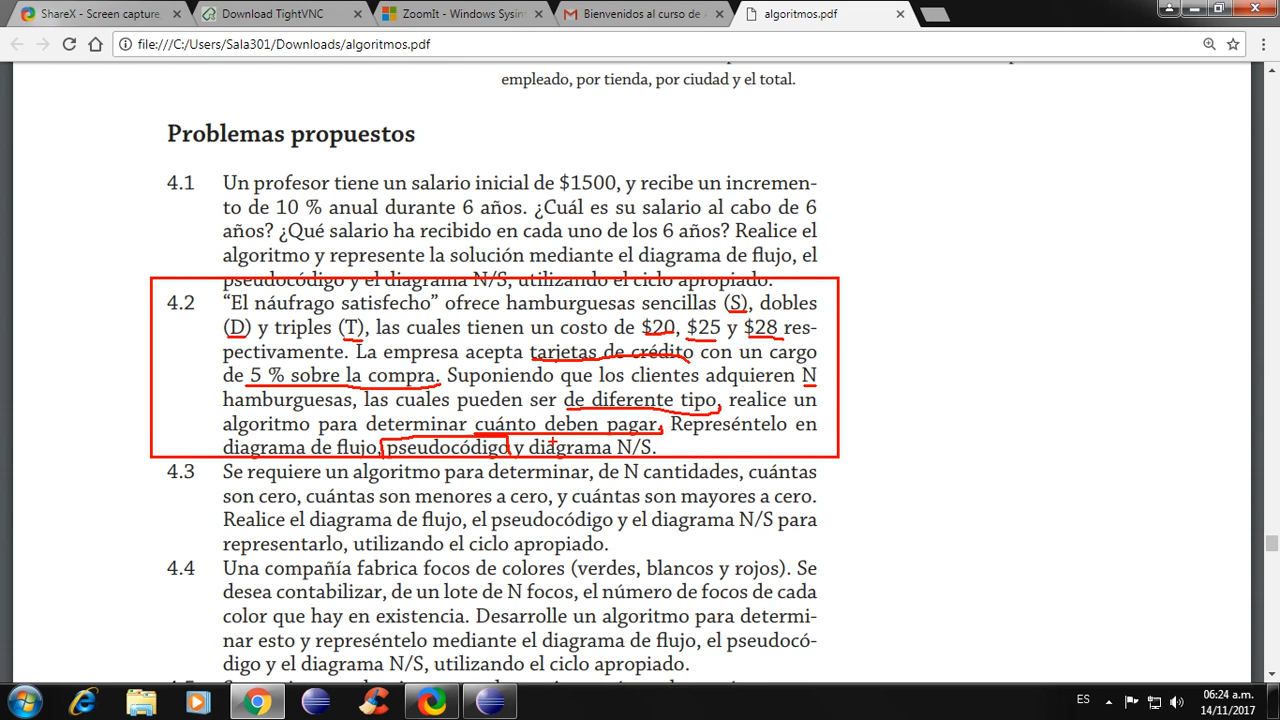 ShareX - Screen capture,
Download TightVNC
ZoomIt - Windows Sysin
Bienvenidos al curso de
algoritmos.pdf
file:///C:/Users/Sala301/Downloads/algoritmos.pdf
empleado, por tienda, por ciudad y el total.
Problemas propuestos
4.1 Un profesor tiene un salario inicial de $1500, y recibe un incremen-
to de 10 % anual durante 6 años. ¿Cuál es su salario al cabo de 6
años? ¿Qué salario ha recibido en cada uno de los 6 años? Realice el
algoritmo y represente la solución mediante el diagrama de flujo, el
pseudocódigo y el diagrama N/S, utilizando el ciclo apropiado.
4.2 “El náufrago satisfecho” ofrece hamburguesas sencillas (S), dobles
(D) y triples (T), las cuales tienen un costo de $20, $25 y $28 res-
pectivamente. La empresa acepta tarjetas de crédito con un cargo
de 5 % sobre la compra. Suponiendo que los clientes adquieren N
hamburguesas, las cuales pueden ser de diferente tipo, realice un
algoritmo para determinar cuánto deben pagar. Represéntelo en
diagrama de flujo, pseudocódigo y diagrama N/S.
4.3 Se requiere un algoritmo para determinar, de N cantidades, cuántas
son cero, cuántas son menores a cero, y cuántas son mayores a cero.
Realice el diagrama de flujo, el pseudocódigo y el diagrama N/S para
representarlo, utilizando el ciclo apropiado.
4.4 Una compañía fabrica focos de colores (verdes, blancos y rojos). Se
desea contabilizar, de un lote de N focos, el número de focos de cada
color que hay en existencia. Desarrolle un algoritmo para determi-
nar esto y represéntelo mediante el diagrama de flujo, el pseudocó-
digo y el diagrama N/S, utilizando el ciclo apropiado.
ES
06:24 a.m.
14/11/2017